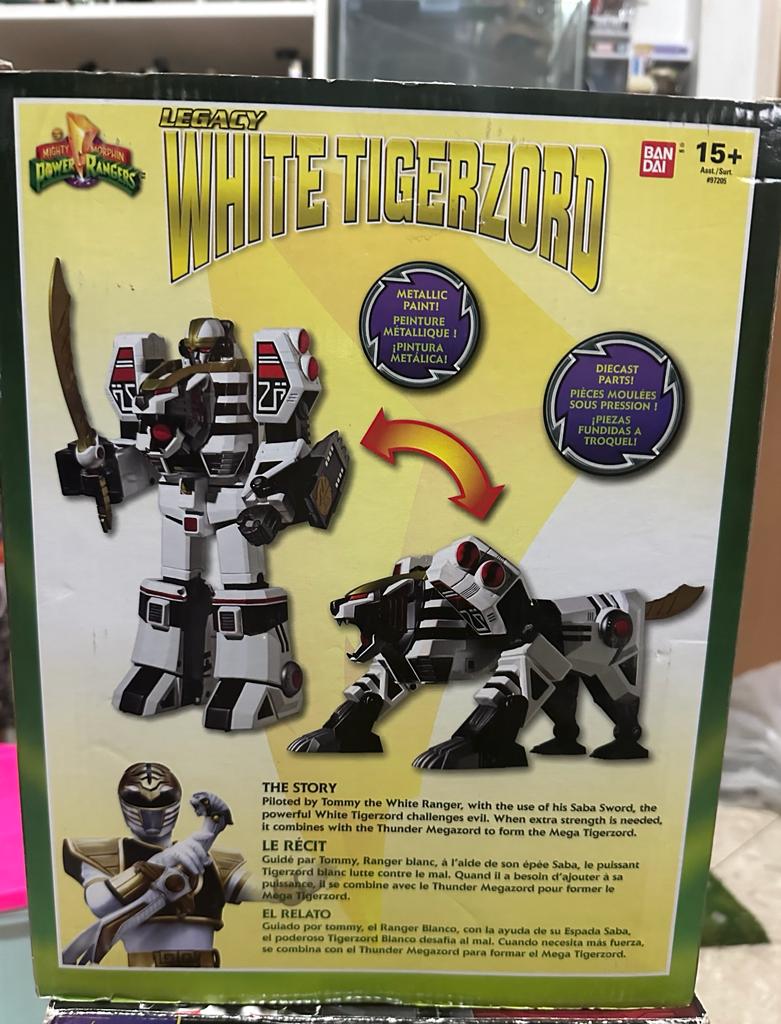 LEGACY
WHITE TIGERZORD
MIGHTY MORPHIN
POWER RANGERS
BAN
DAI
15+
Asst./Surt.
#97205
METALLIC
PAINT!
PEINTURE
MÉTALLIQUE !
¡PINTURA
METÁLICA!
DIECAST
PARTS!
PIÈCES MOULÉES
SOUS PRESSION !
¡PIEZAS
FUNDIDAS A
TROQUEL!
THE STORY
Piloted by Tommy the White Ranger, with the use of his Saba Sword, the
powerful White Tigerzord challenges evil. When extra strength is needed,
it combines with the Thunder Megazord to form the Mega Tigerzord.
LE RÉCIT
Guidé par Tommy, Ranger blanc, à l'aide de son épée Saba, le puissant
Tigerzord blanc lutte contre le mal. Quand il a besoin d'ajouter à sa
puissance, il se combine avec le Thunder Megazord pour former le
Mega Tigerzord.
EL RELATO
Guiado por tommy, el Ranger Blanco, con la ayuda de su Espada Saba,
el poderoso Tigerzord Blanco desafía al mal. Cuando necesita más fuerza,
se combina con el Thunder Megazord para formar el Mega Tigerzord.